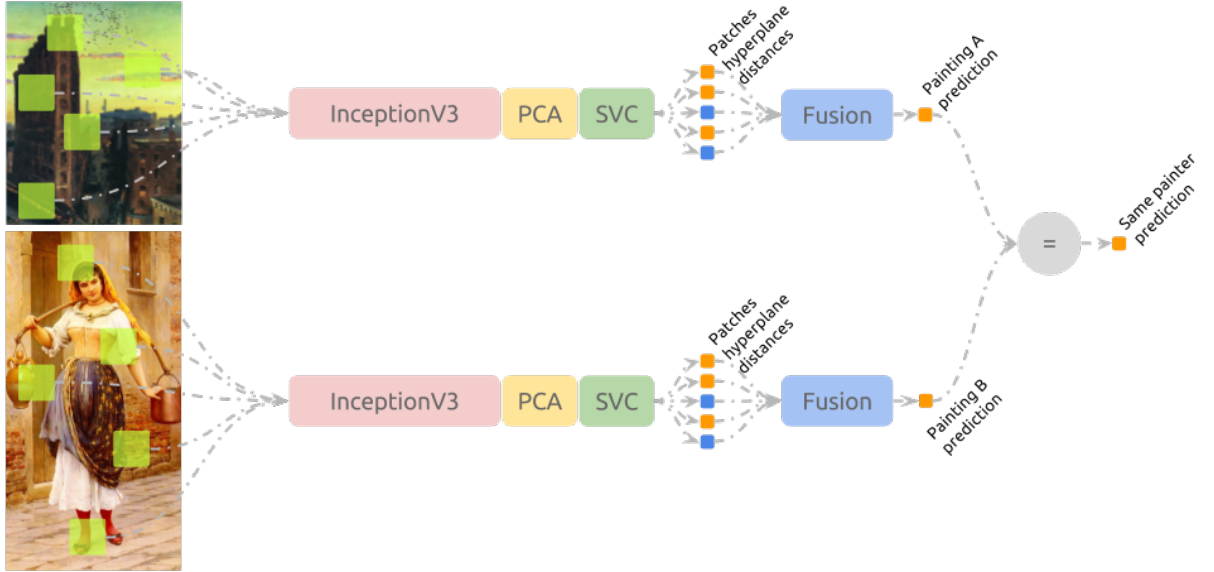 Patches
hyperplane
distances
InceptionV3
PCA
SVC
Fusion
Painting A
prediction
=
Same painter
prediction
Patches
hyperplane
distances
InceptionV3
PCA
SVC
Fusion
Painting B
prediction